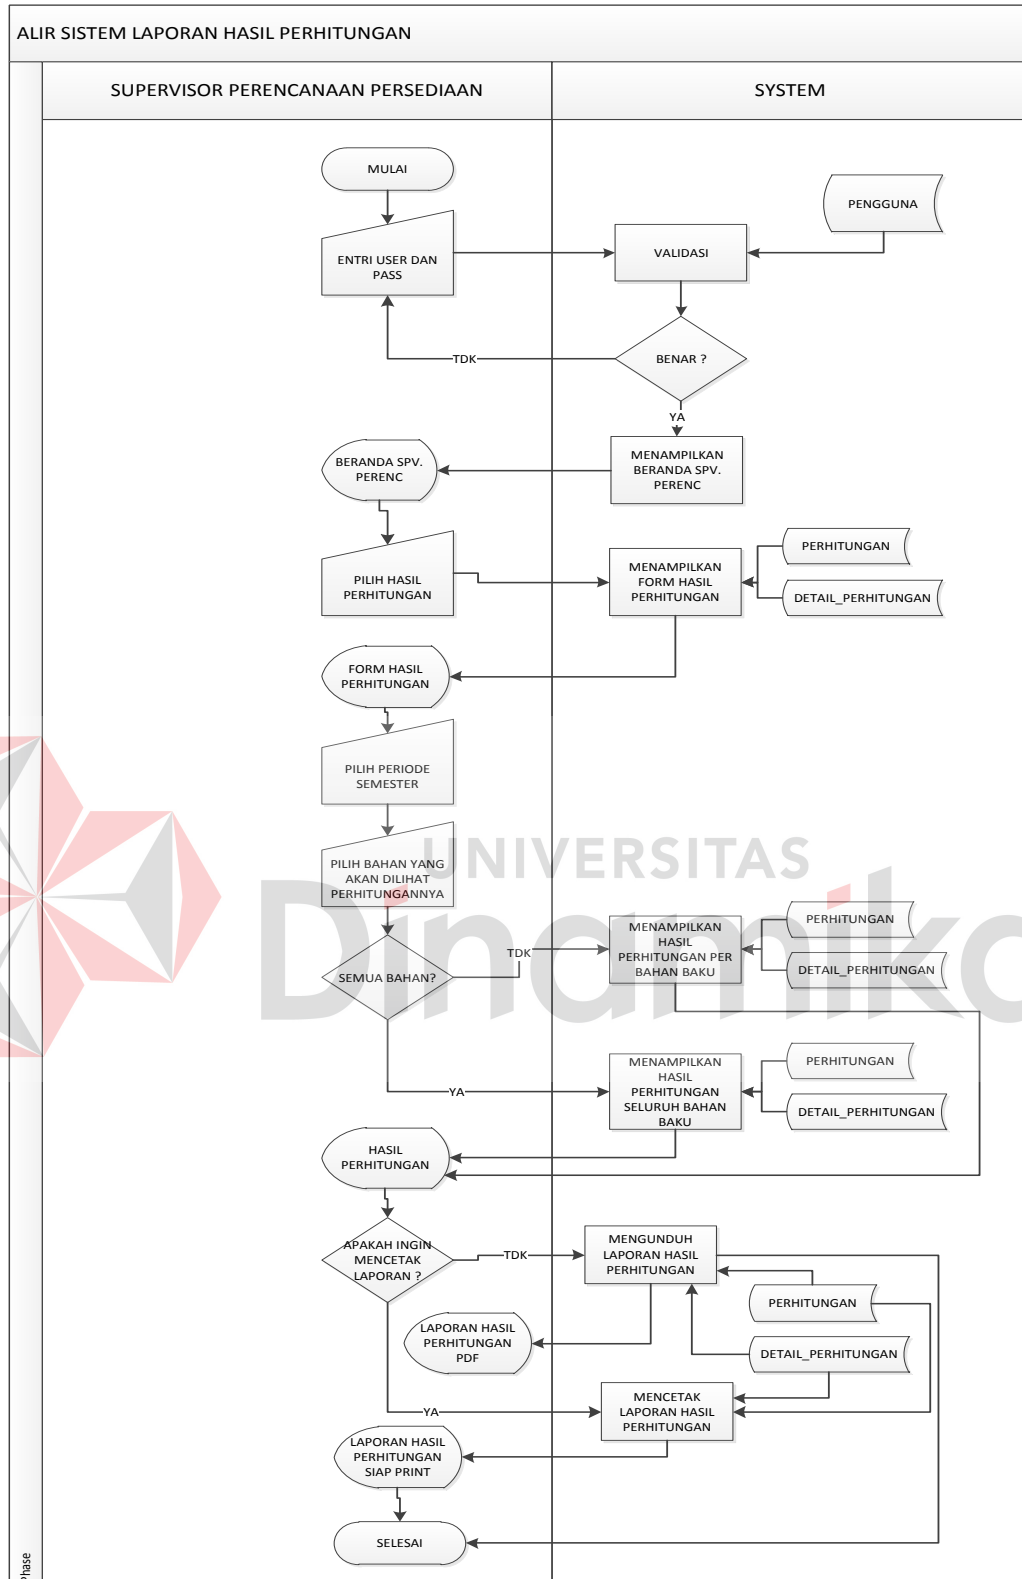 ALIR SISTEM LAPORAN HASIL PERHITUNGAN
SUPERVISOR PERENCANAAN PERSEDIAAN
SYSTEM
MULAI
PENGGUNA
ENTRI USER DAN
PASS
VALIDASI
BENAR ?
TDK
YA
BERANDA SPV.
PERENC
MENAMPILKAN
BERANDA SPV.
PERENC
PILIH HASIL
PERHITUNGAN
MENAMPILKAN
FORM HASIL
PERHITUNGAN
PERHITUNGAN
DETAIL_PERHITUNGAN
FORM HASIL
PERHITUNGAN
PILIH PERIODE
SEMESTER
PILIH BAHAN YANG
AKAN DILIHAT
PERHITUNGANNYA
UNIVERSITAS
Dinamika
SEMUA BAHAN?
TDK
MENAMPILKAN
HASIL
PERHITUNGAN PER
BAHAN BAKU
PERHITUNGAN
DETAIL_PERHITUNGAN
YA
MENAMPILKAN
HASIL
PERHITUNGAN
SELURUH BAHAN
BAKU
PERHITUNGAN
DETAIL_PERHITUNGAN
HASIL
PERHITUNGAN
APAKAH INGIN
MENCETAK
LAPORAN ?
TDK
MENGUNDUH
LAPORAN HASIL
PERHITUNGAN
PERHITUNGAN
LAPORAN HASIL
PERHITUNGAN
PDF
DETAIL_PERHITUNGAN
YA
MENCETAK
LAPORAN HASIL
PERHITUNGAN
LAPORAN HASIL
PERHITUNGAN
SIAP PRINT
SELESAI
Phase